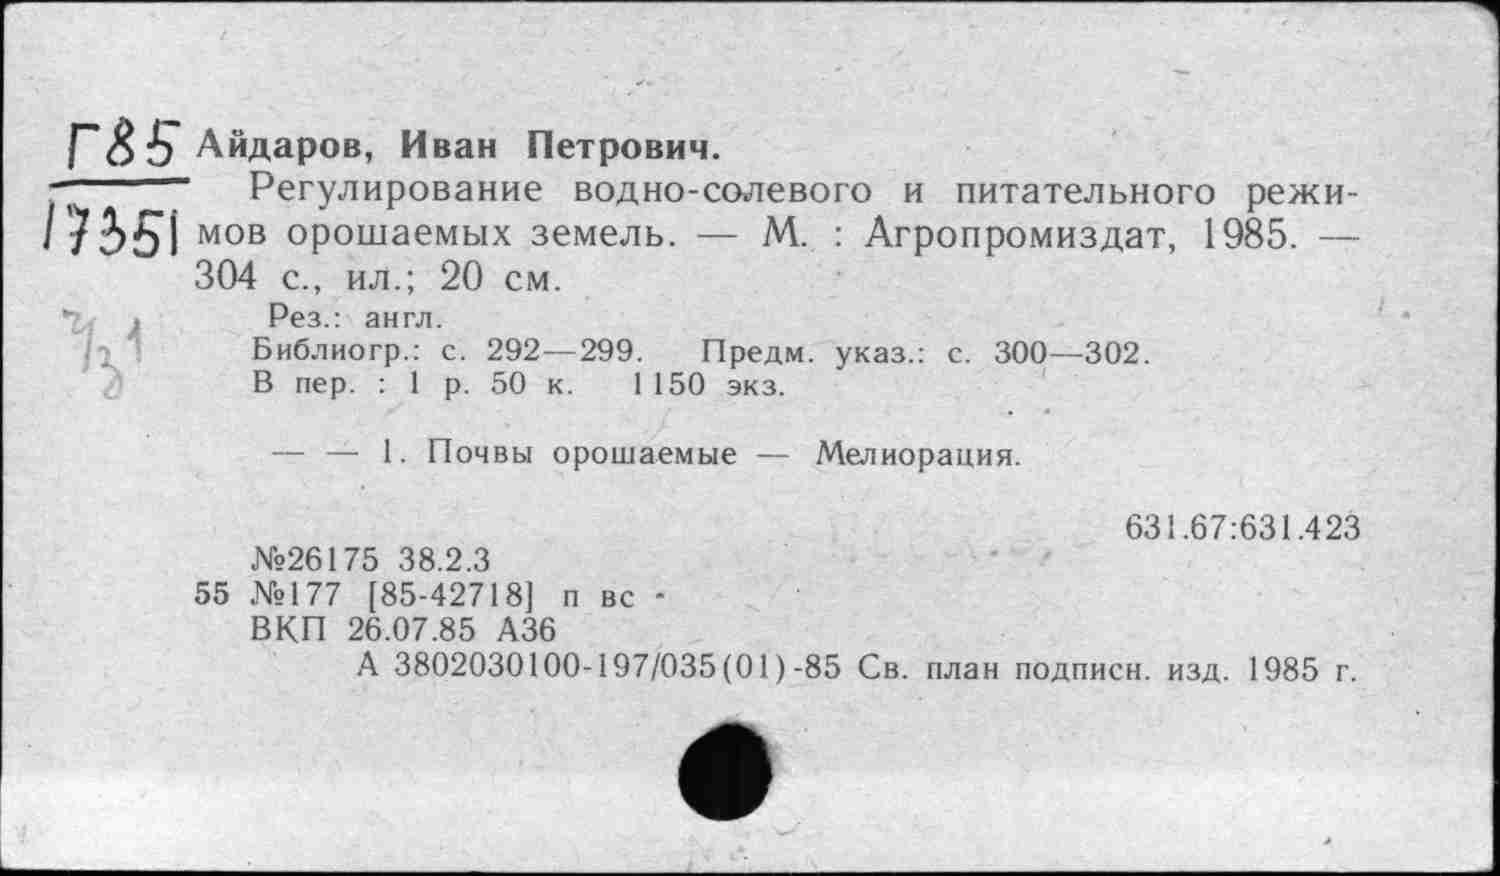 Г85 Айдаров, Иван Петрович.
Регулирование водно-солевого и питательного режи-
17351 мов орошаемых земель. — М. : Агропромиздат, 1985. —
304 с., ил.; 20 см.
Рез.: англ.
Библиогр.: с. 292—299. Предм. указ.: с. 300—302.
В пер. : 1 р. 50 к. 1150 экз.
— — 1. Почвы орошаемые — Мелиорация.
631.67:631.423
№26175 38.2.3
55 №177 [85-42718] п вс
ВКП 26.07.85 А36
А 3802030100-197/035(01)-85 Св. план подписн. изд. 1985 г.